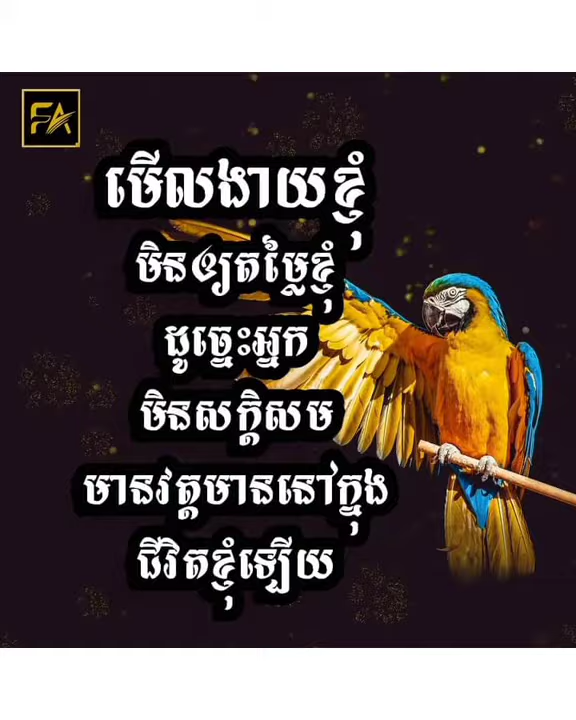 FA
មើលងាយខ្ញុំ
មិនឲ្យតម្លៃខ្ញុំ
ដូច្នេះអ្នក
មិនសក្ដិសម
មានវត្តមាននៅក្នុង
ជីវិតខ្ញុំឡើយ